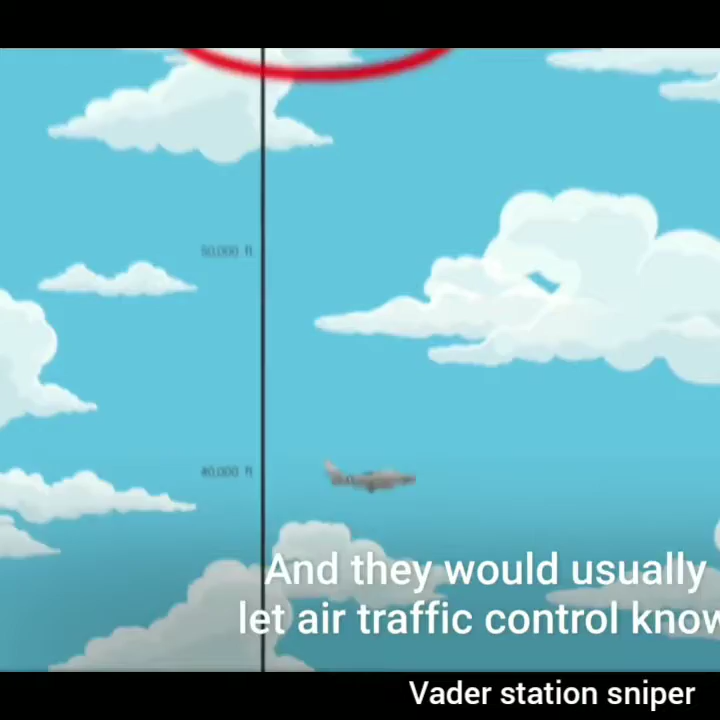 50,000 ft
40,000 ft
And they would usually
let air traffic control know
Vader station sniper